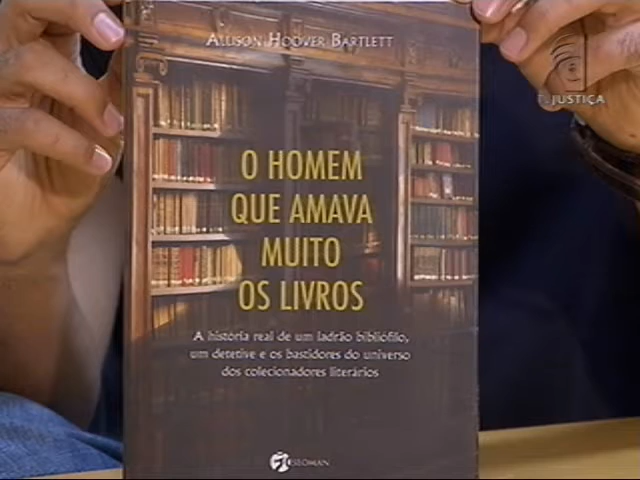 ALLISON HOOVER BARTLETT
JUSTIÇA
O HOMEM
QUE AMAVA
MUITO
OS LIVROS
A história real de um ladrão bibliófilo,
um detetive e os bastidores do universo
dos colecionadores literários